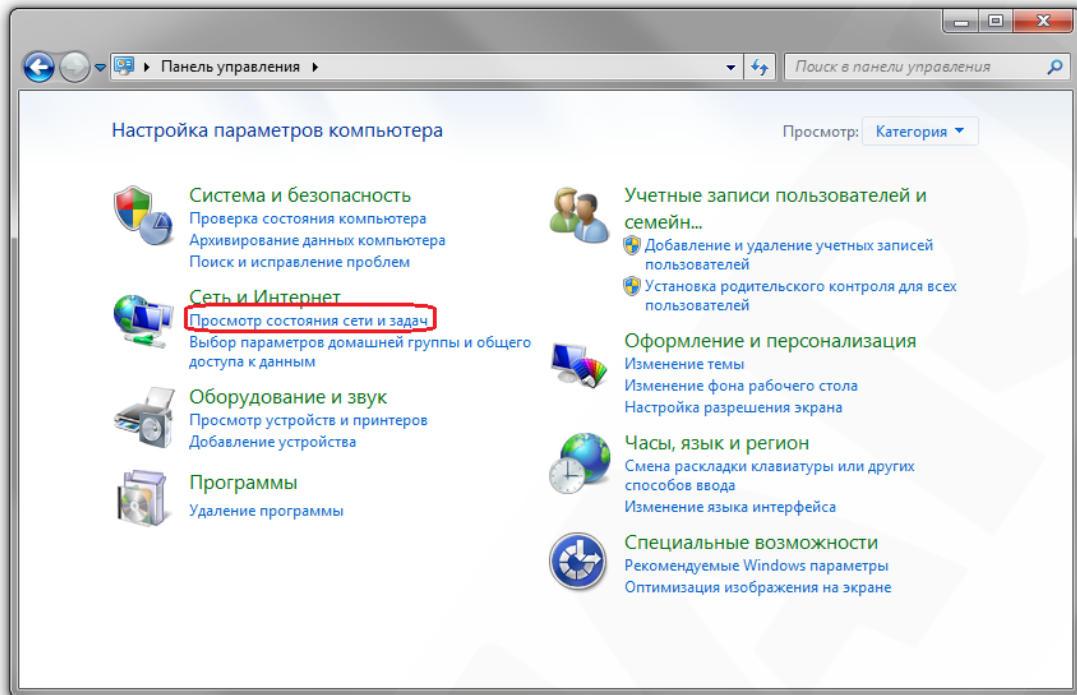 Панель управления
Поиск в панели управления
Настройка параметров компьютера
Просмотр: Категория
Система и безопасность
Проверка состояния компьютера
Архивирование данных компьютера
Поиск и исправление проблем
Сеть и Интернет
Просмотр состояния сети и задач
Выбор параметров домашней группы и общего
доступа к данным
Оборудование и звук
Просмотр устройств и принтеров
Добавление устройства
Программы
Удаление программы
Учетные записи пользователей и
семейн...
Добавление и удаление учетных записей
пользователей
Установка родительского контроля для всех
пользователей
Оформление и персонализация
Изменение темы
Изменение фона рабочего стола
Настройка разрешения экрана
Часы, язык и регион
Смена раскладки клавиатуры или других
способов ввода
Изменение языка интерфейса
Специальные возможности
Рекомендуемые Windows параметры
Оптимизация изображения на экране